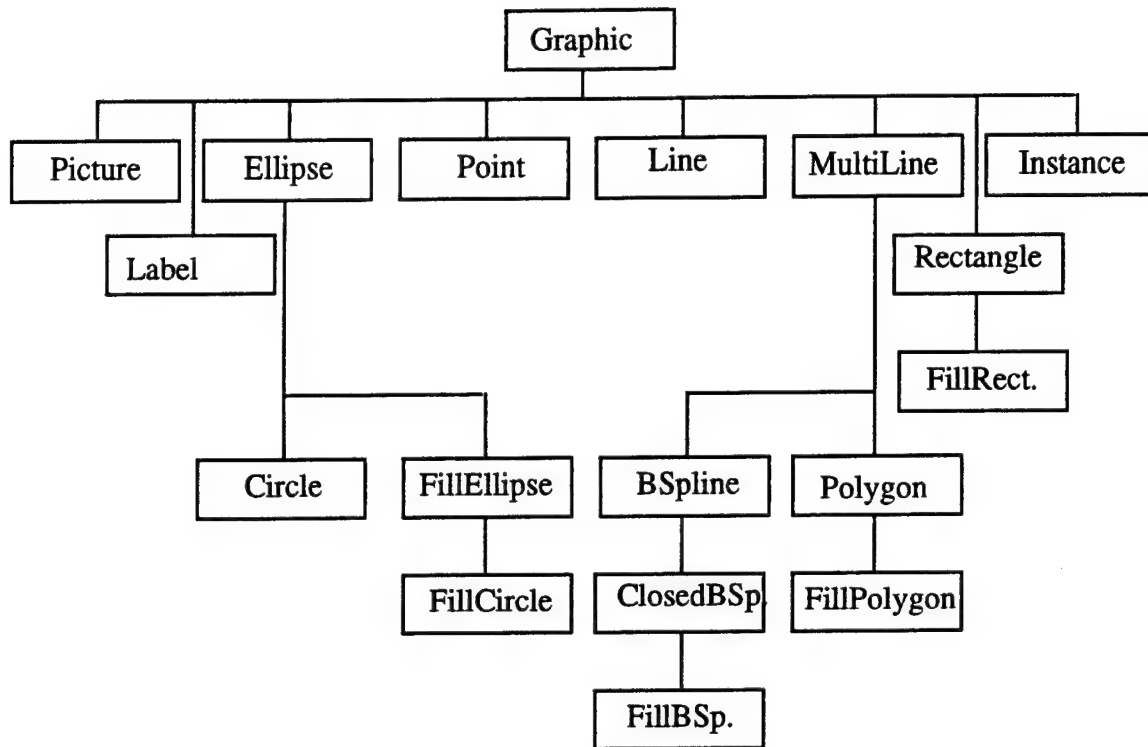 Graphic
Picture
Ellipse
Point
Line
MultiLine
Instance
Label
Rectangle
FillRect.
Circle
FillEllipse
BSpline
Polygon
FillCircle
ClosedBSp.
FillPolygon
FillBSp.